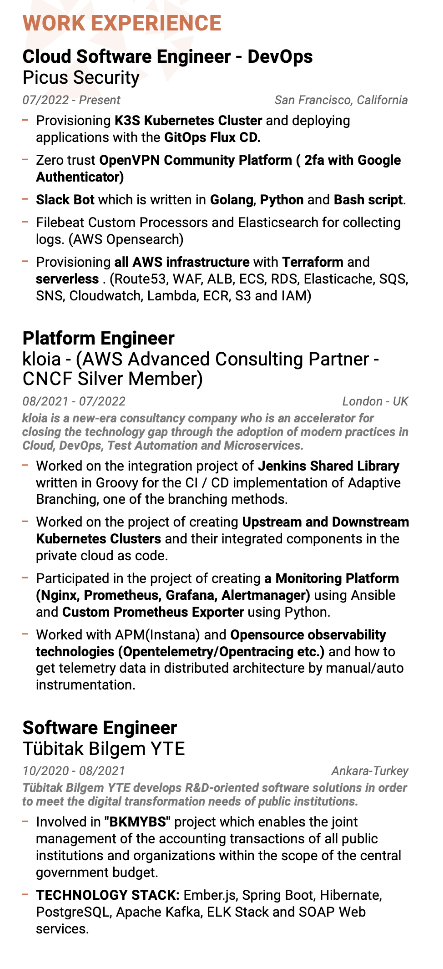 WORK EXPERIENCE
Cloud Software Engineer - DevOps
Picus Security
07/2022 - Present San Francisco, California
– Provisioning K3S Kubernetes Cluster and deploying
applications with the GitOps Flux CD.
– Zero trust OpenVPN Community Platform ( 2fa with Google
Authenticator)
– Slack Bot which is written in Golang, Python and Bash script.
– Filebeat Custom Processors and Elasticsearch for collecting
logs. (AWS Opensearch)
– Provisioning all AWS infrastructure with Terraform and
serverless . (Route53, WAF, ALB, ECS, RDS, Elasticache, SQS,
SNS, Cloudwatch, Lambda, ECR, S3 and IAM)
Platform Engineer
kloia - (AWS Advanced Consulting Partner -
CNCF Silver Member)
08/2021 - 07/2022 London - UK
kloia is a new-era consultancy company who is an accelerator for
closing the technology gap through the adoption of modern practices in
Cloud, DevOps, Test Automation and Microservices.
– Worked on the integration project of Jenkins Shared Library
written in Groovy for the CI / CD implementation of Adaptive
Branching, one of the branching methods.
– Worked on the project of creating Upstream and Downstream
Kubernetes Clusters and their integrated components in the
private cloud as code.
– Participated in the project of creating a Monitoring Platform
(Nginx, Prometheus, Grafana, Alertmanager) using Ansible
and Custom Prometheus Exporter using Python.
– Worked with APM(Instana) and Opensource observability
technologies (Opentelemetry/Opentracing etc.) and how to
get telemetry data in distributed architecture by manual/auto
instrumentation.
Software Engineer
Tübitak Bilgem YTE
10/2020 - 08/2021 Ankara-Turkey
Tübitak Bilgem YTE develops R&D-oriented software solutions in order
to meet the digital transformation needs of public institutions.
– Involved in "BKMYBS" project which enables the joint
management of the accounting transactions of all public
institutions and organizations within the scope of the central
government budget.
– TECHNOLOGY STACK: Ember.js, Spring Boot, Hibernate,
PostgreSQL, Apache Kafka, ELK Stack and SOAP Web
services.